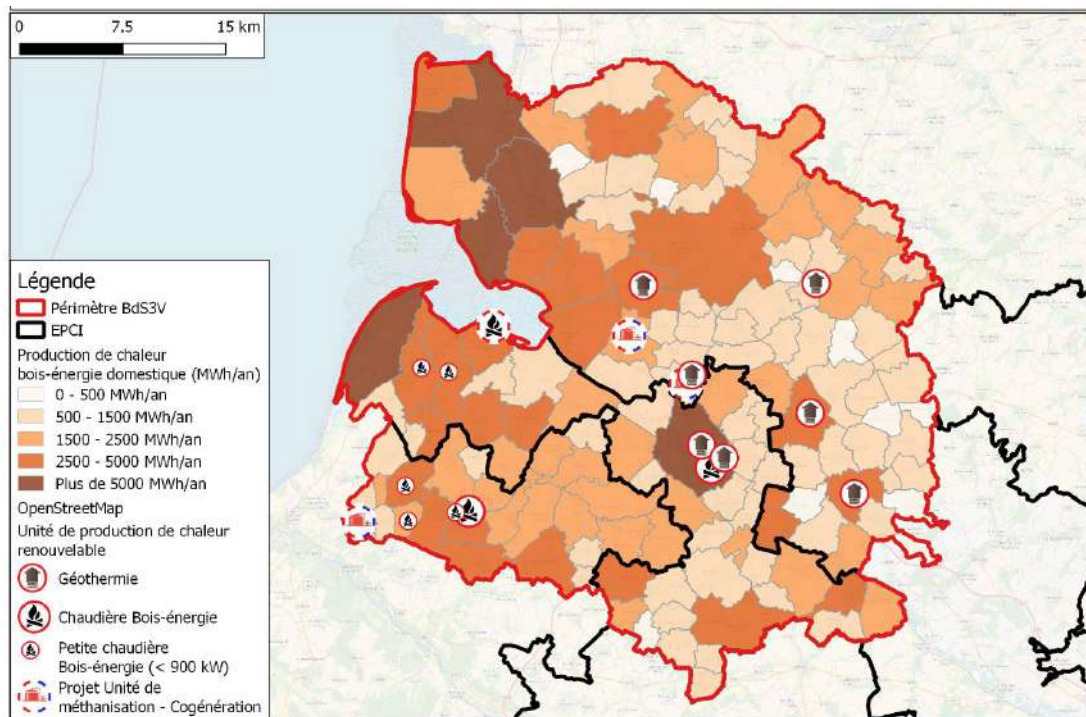 0 7.5 15 km
Légende
Périmètre BdS3V
EPCI
Production de chaleur
bois-énergie domestique (MWh/an)
0 - 500 MWh/an
500 - 1500 MWh/an
1500 - 2500 MWh/an
2500 - 5000 MWh/an
Plus de 5000 MWh/an
OpenStreetMap
Unité de production de chaleur
renouvelable
Géothermie
Chaudière Bois-énergie
Petite chaudière
Bois-énergie (< 900 kW)
Projet Unité de
méthanisation - Cogénération